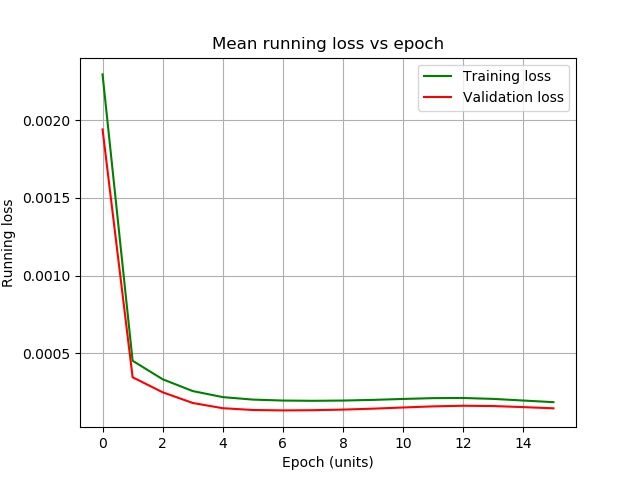 Mean running loss vs epoch
Training loss
Validation loss
0.0020
0.0015
0.0010
0.0005
Running loss
0 2 4 6 8 10 12 14
Epoch (units)